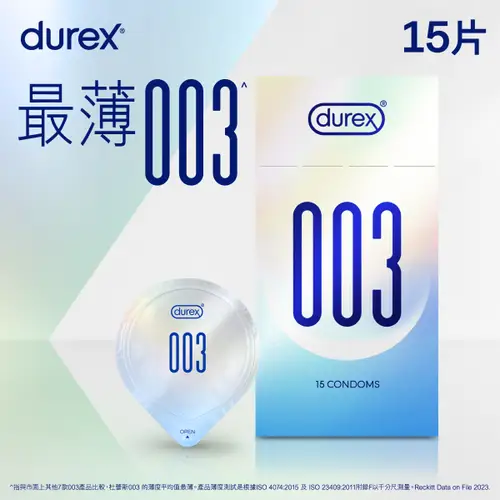 durex®
15片
最薄003^
durex®
003
15 CONDOMS
durex®
003
OPEN
^指與市面上其他7款003產品比較，杜蕾斯003 的薄度平均值最薄。產品薄度測試是根據ISO 4074:2015 及 ISO 23409:2011附錄F以千分尺測量。Reckitt Data on File 2023.